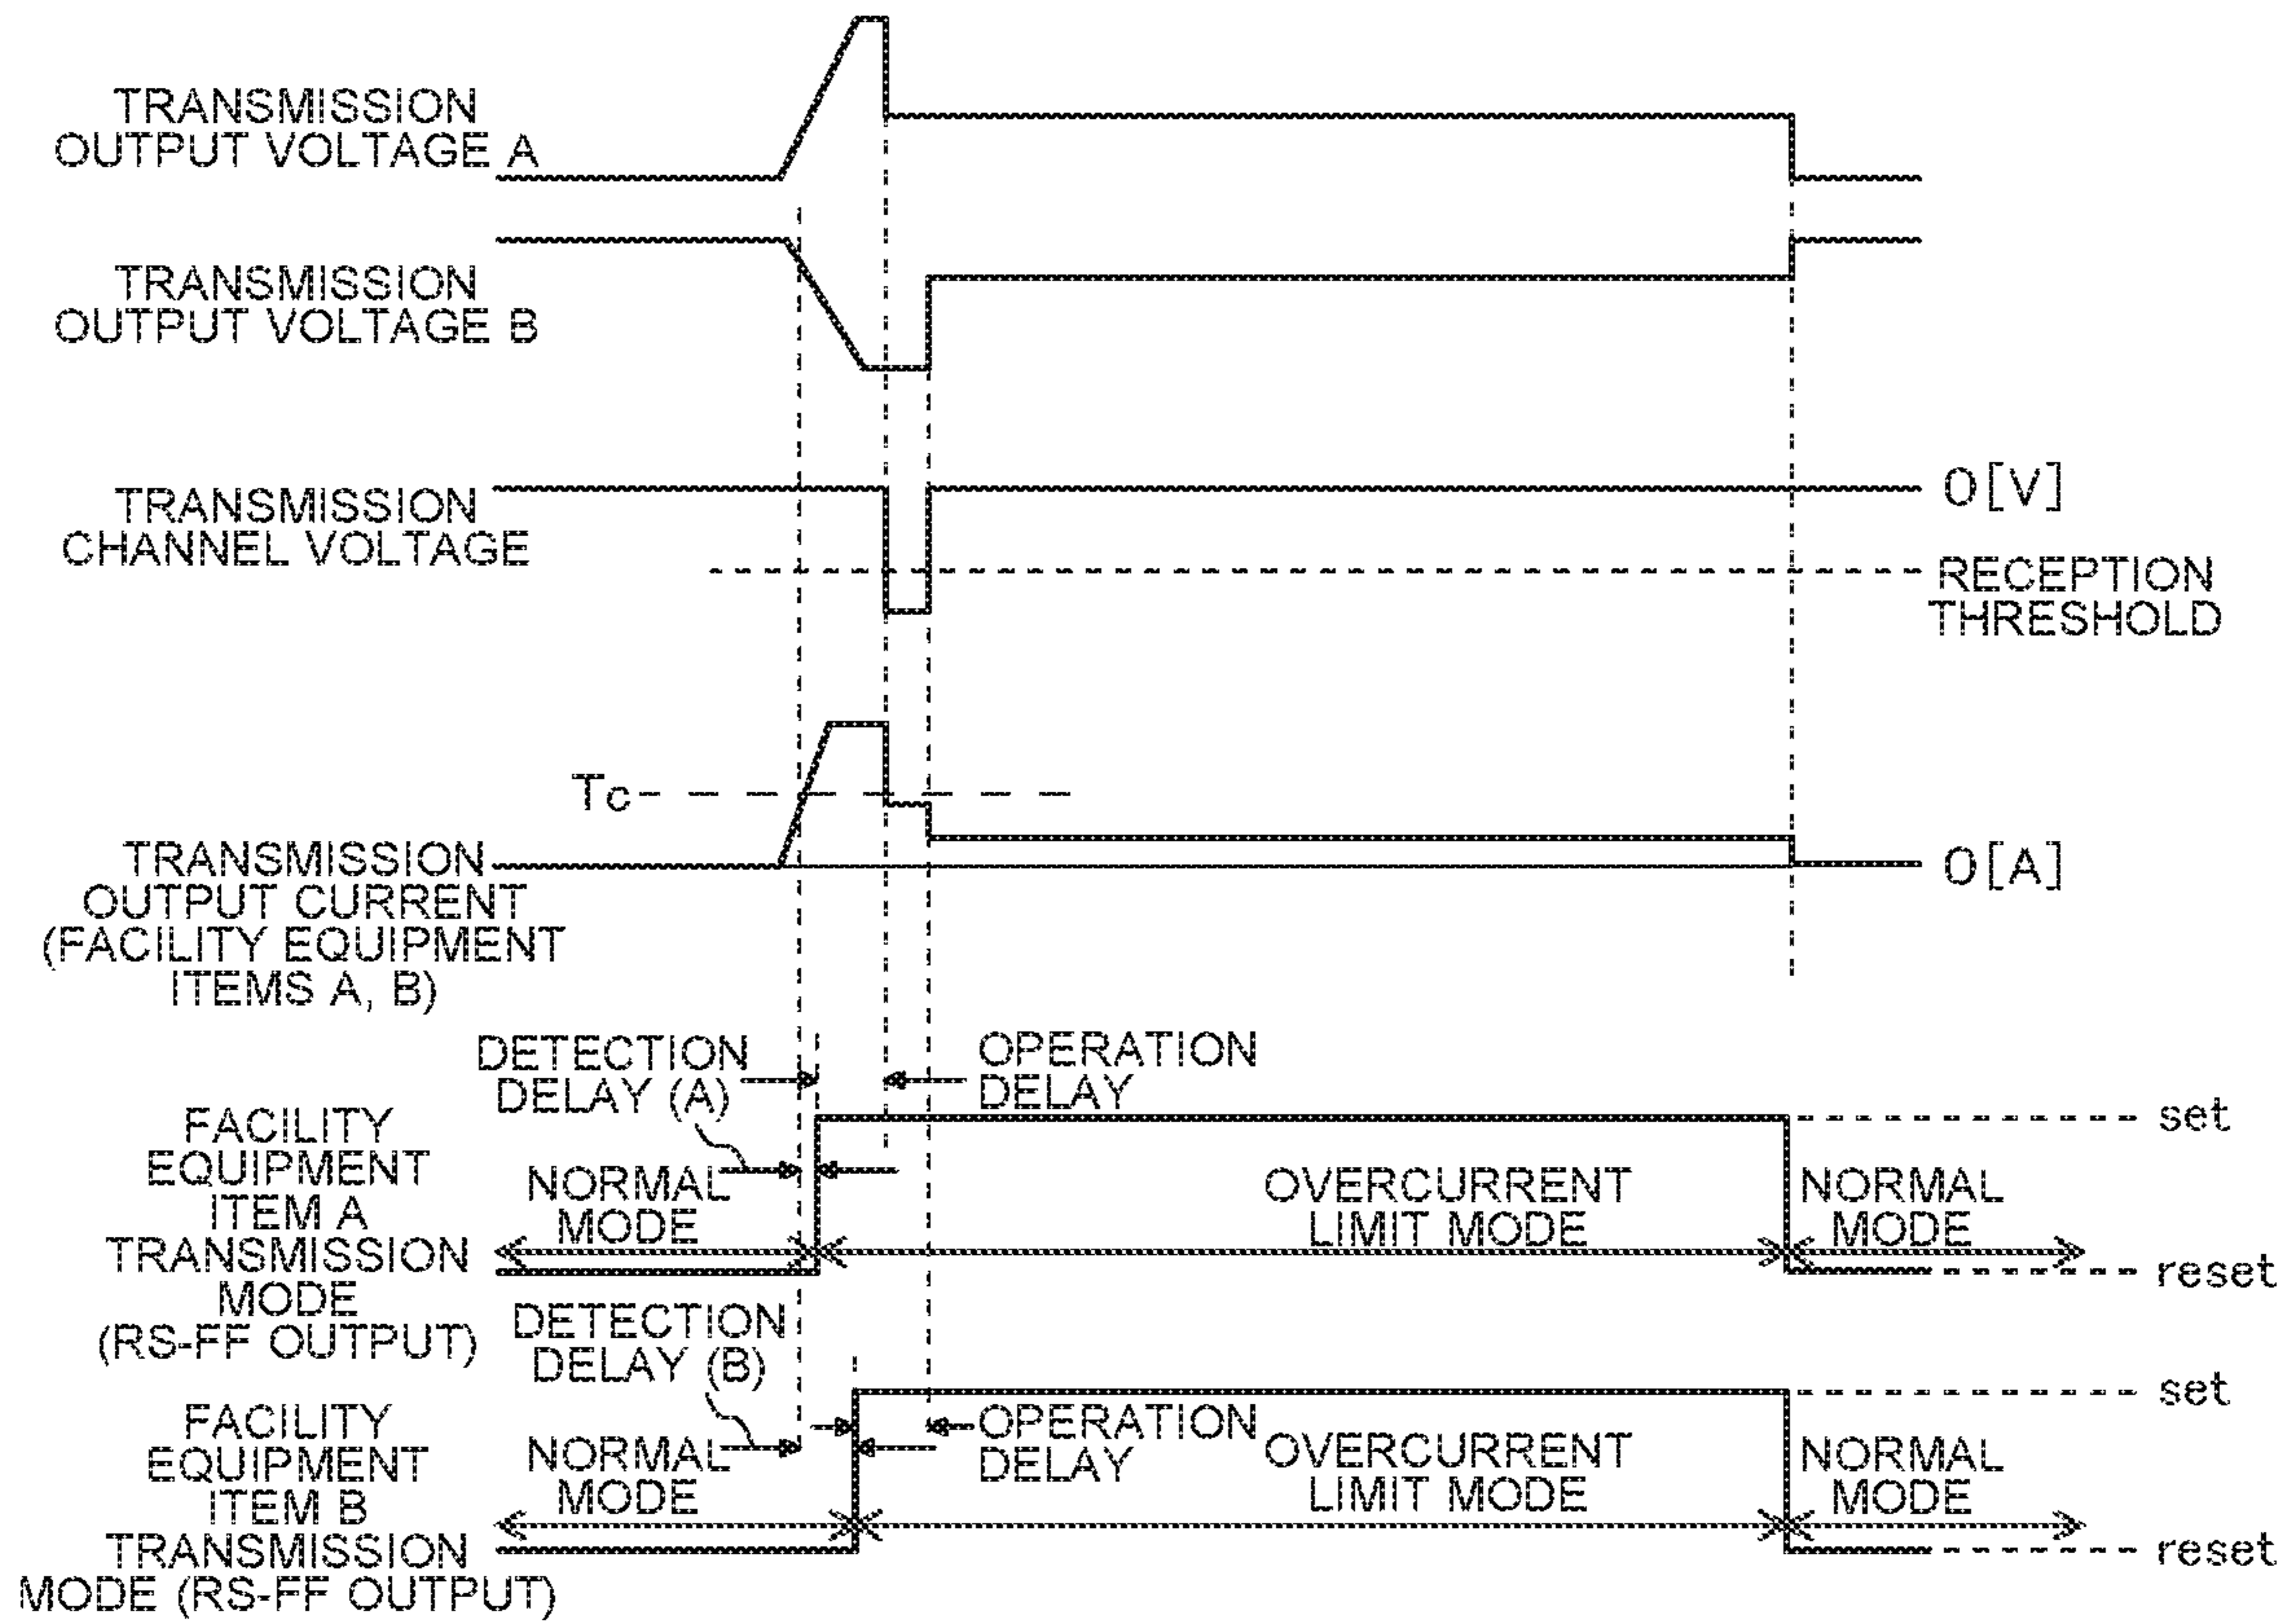 TRANSMISSION
OUTPUT VOLTAGE A
TRANSMISSION
OUTPUT VOLTAGE B
TRANSMISSION
CHANNEL VOLTAGE
0[V]
RECEPTION
THRESHOLD
Tc
TRANSMISSION
OUTPUT CURRENT
(FACILITY EQUIPMENT
ITEMS A, B)
0[A]
DETECTION
DELAY (A)
OPERATION
DELAY
FACILITY
EQUIPMENT
ITEM A
TRANSMISSION
MODE
(RS-FF OUTPUT)
NORMAL
MODE
OVERCURRENT
LIMIT MODE
NORMAL
MODE
set
reset
DETECTION
DELAY (B)
OPERATION
DELAY
FACILITY
EQUIPMENT
ITEM B
TRANSMISSION
MODE (RS-FF OUTPUT)
NORMAL
MODE
OVERCURRENT
LIMIT MODE
NORMAL
MODE
set
reset